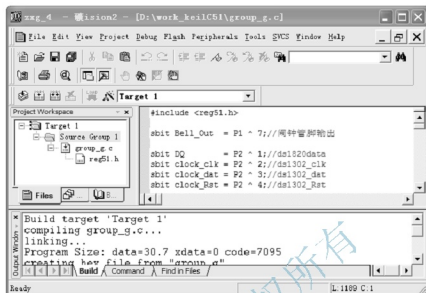 xxg_4 - 礦ision2 - [D:\work_keilC51\group_g.c]
File Edit View Project Debug Flash Peripherals Tools SVCS Window Help
Target 1
Project Workspace
Target 1
Source Group 1
group_g.c
reg51.h
Files
B...
#include <reg51.h>
sbit Bell_Out = P1 ^ 7;//闹钟管脚输出
sbit DQ = P2 ^ 1;//ds1820data
sbit clock_clk = P2 ^ 2;//ds1302_clk
sbit clock_dat = P2 ^ 3;//ds1302_dat
sbit clock_Rst = P2 ^ 4;//ds1302_Rst
Build target 'Target 1'
compiling group_g.c...
linking...
Program Size: data=30.7 xdata=0 code=7095
creating hex file from "group_g"...
Output Window
Build Command Find in Files
Ready
L:1189 C:1